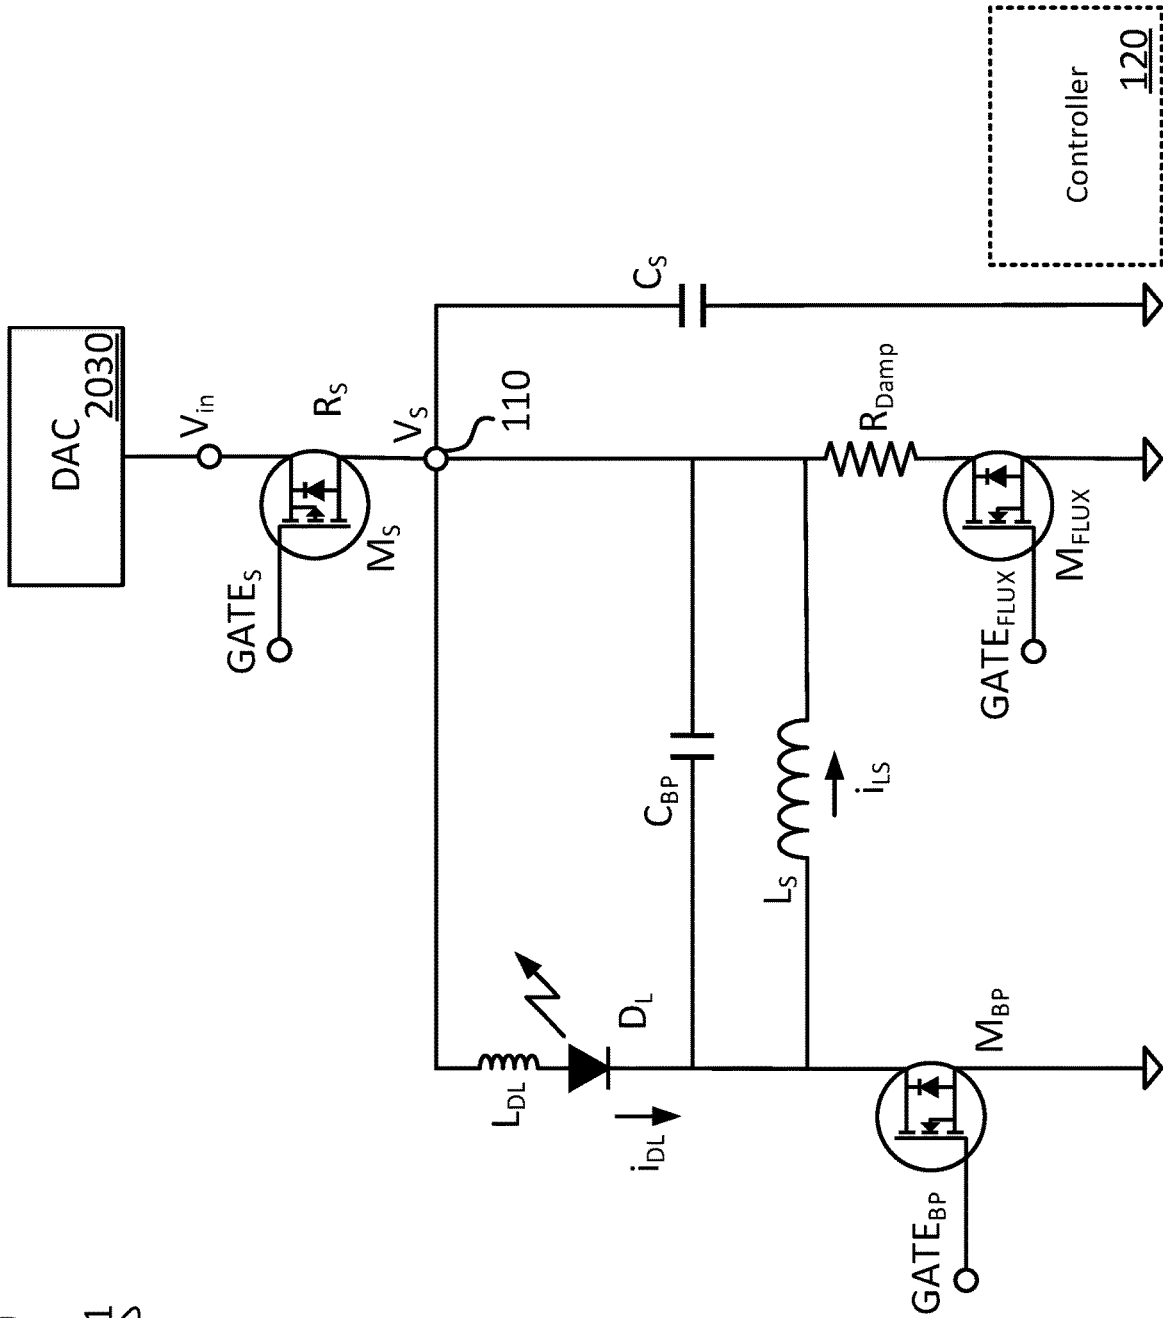 DAC
2030
Vin
RS
MS
GATES
VS
110
CS
RDamp
MFLUX
GATEFLUX
CBP
LS
iLS
LDL
DL
iDL
MBP
GATEBP
Controller
120